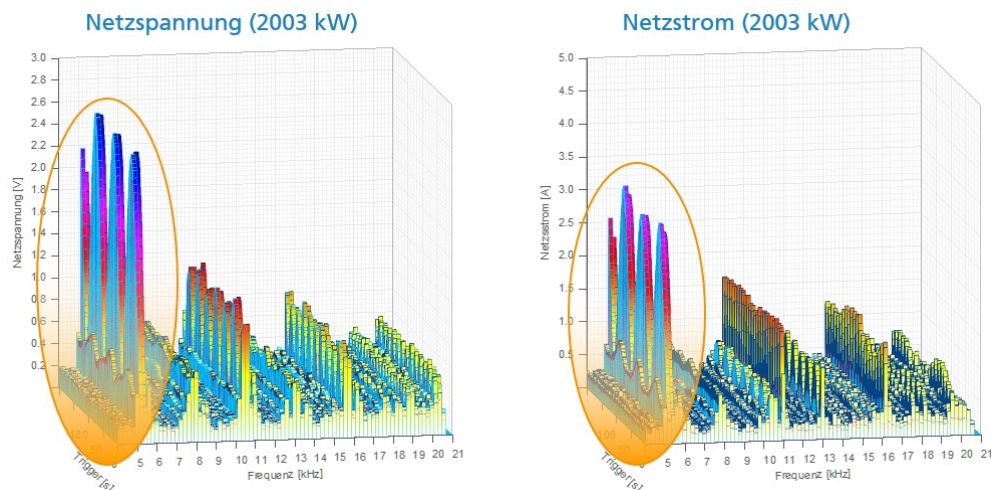 Netzspannung (2003 kW)
3.0
2.8
2.6
2.4
2.2
2.0
1.8
1.6
1.4
1.2
1.0
0.8
0.6
0.4
0.2
Netzspannung [V]
Trigger [s]
5 6 7 8 9 10 11 12 13 14 15 16 17 18 19 20 21
Frequenz [kHz]
Netzstrom (2003 kW)
5.0
4.5
4.0
3.5
3.0
2.5
2.0
1.5
1.0
0.5
Netzsstrom [A]
Trigger [s]
5 6 7 8 9 10 11 12 13 14 15 16 17 18 19 20 21
Frequenz [kHz]